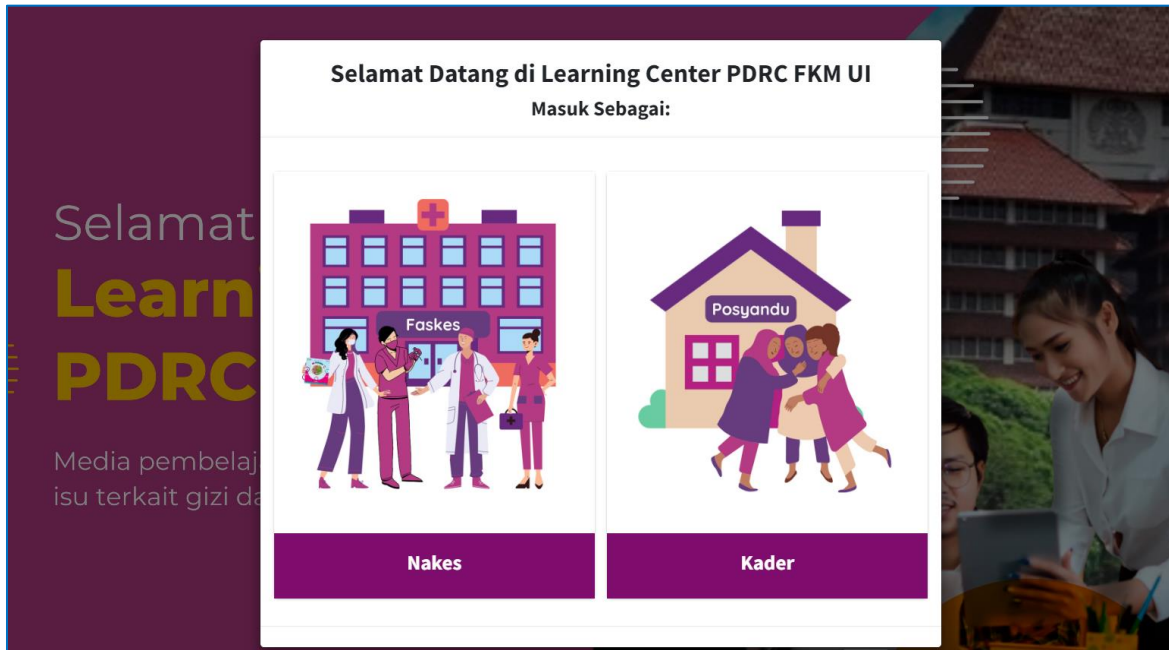 Selamat Datang di Learning Center PDRC FKM UI
Masuk Sebagai:
Selamat
Learn
PDRC
Media pembelaj
isu terkait gizi da
Faskes
Nakes
Posyandu
Kader